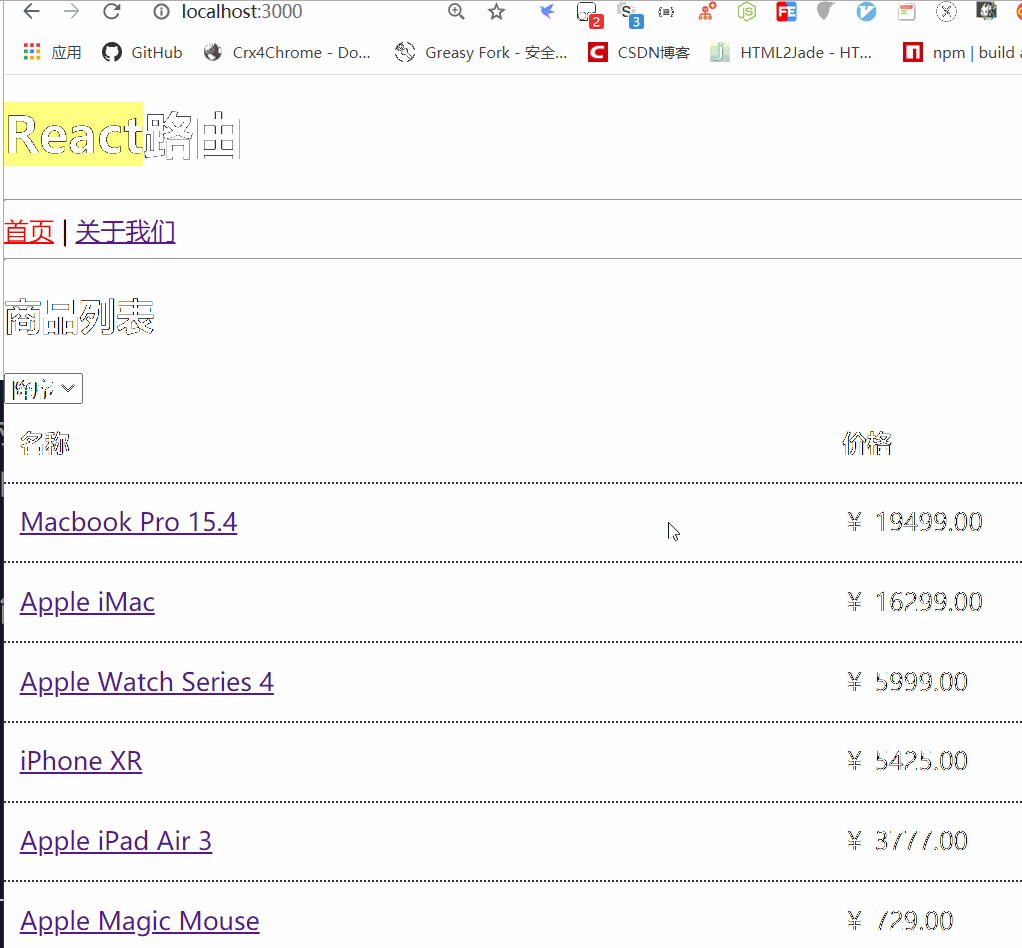 localhost:3000
2 3
应用 GitHub Crx4Chrome - Do... Greasy Fork - 安全... CSDN博客 HTML2Jade - HT... npm | build a
React路由
首页 | 关于我们
商品列表
降序
名称 价格
Macbook Pro 15.4 ¥ 19499.00
Apple iMac ¥ 16299.00
Apple Watch Series 4 ¥ 5999.00
iPhone XR ¥ 5425.00
Apple iPad Air 3 ¥ 3777.00
Apple Magic Mouse ¥ 729.00